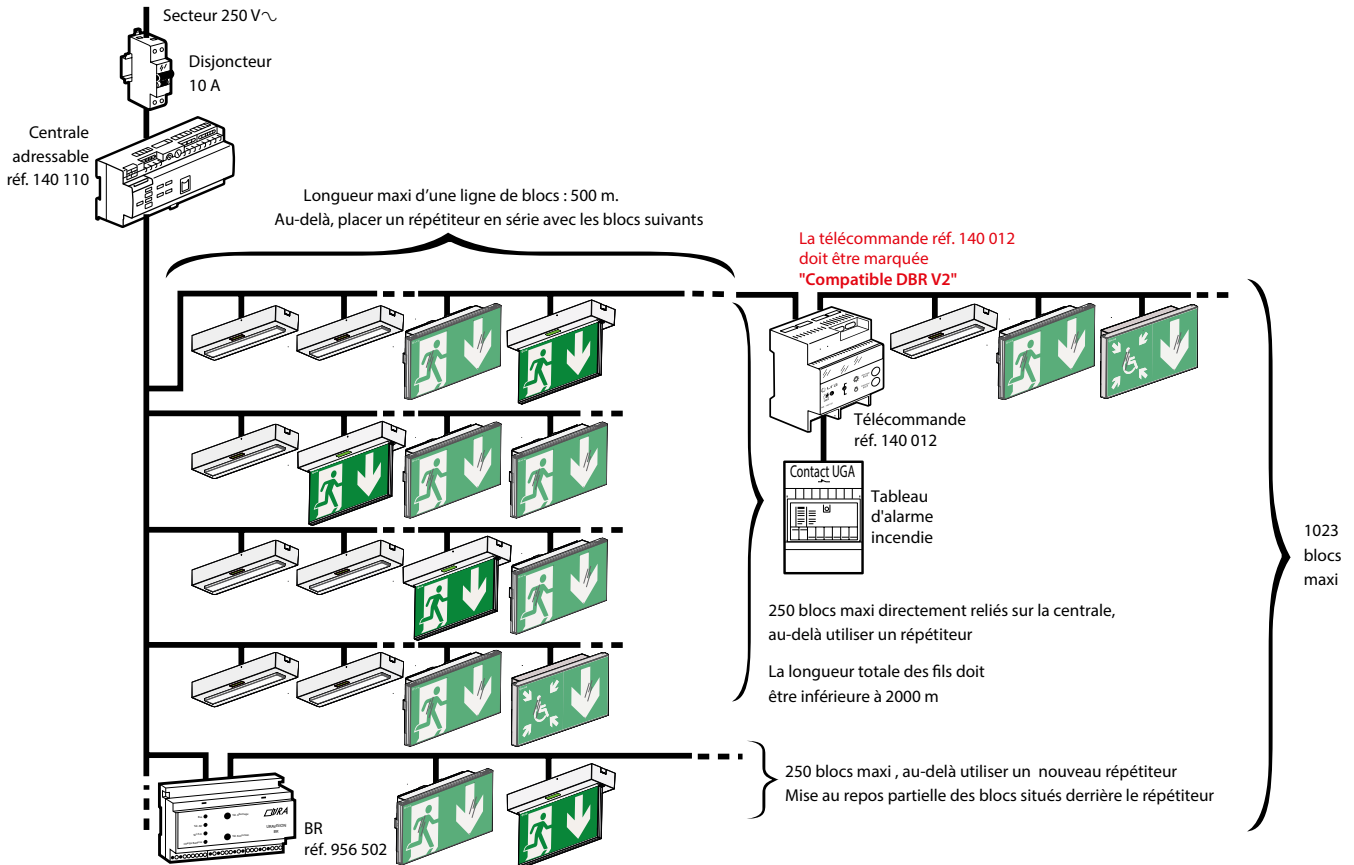 Secteur 250 V∿
Disjoncteur
10 A
Centrale
adressable
réf. 140 110
Longueur maxi d'une ligne de blocs : 500 m.
Au-delà, placer un répétiteur en série avec les blocs suivants
La télécommande réf. 140 012
doit être marquée
"Compatible DBR V2"
Télécommande
réf. 140 012
Contact UGA
Tableau
d'alarme
incendie
1023
blocs
maxi
250 blocs maxi directement reliés sur la centrale,
au-delà utiliser un répétiteur
La longueur totale des fils doit
être inférieure à 2000 m
250 blocs maxi , au-delà utiliser un nouveau répétiteur
Mise au repos partielle des blocs situés derrière le répétiteur
URA
BR
réf. 956 502